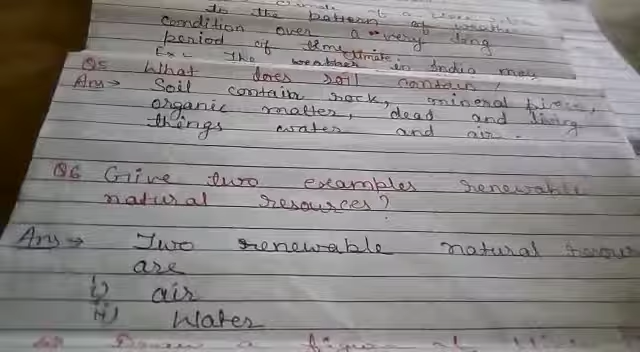 to the pattern of
condition over a very long
period of time climate
Ex - The weather in India may
Q5 What does soil contain?
Ans → Soil contain rock, mineral
organic matter, dead and living
things water and air.
Q6 Give two examples renewable
natural resources?
Ans → Two renewable natural
are
i) air
ii) Water
a